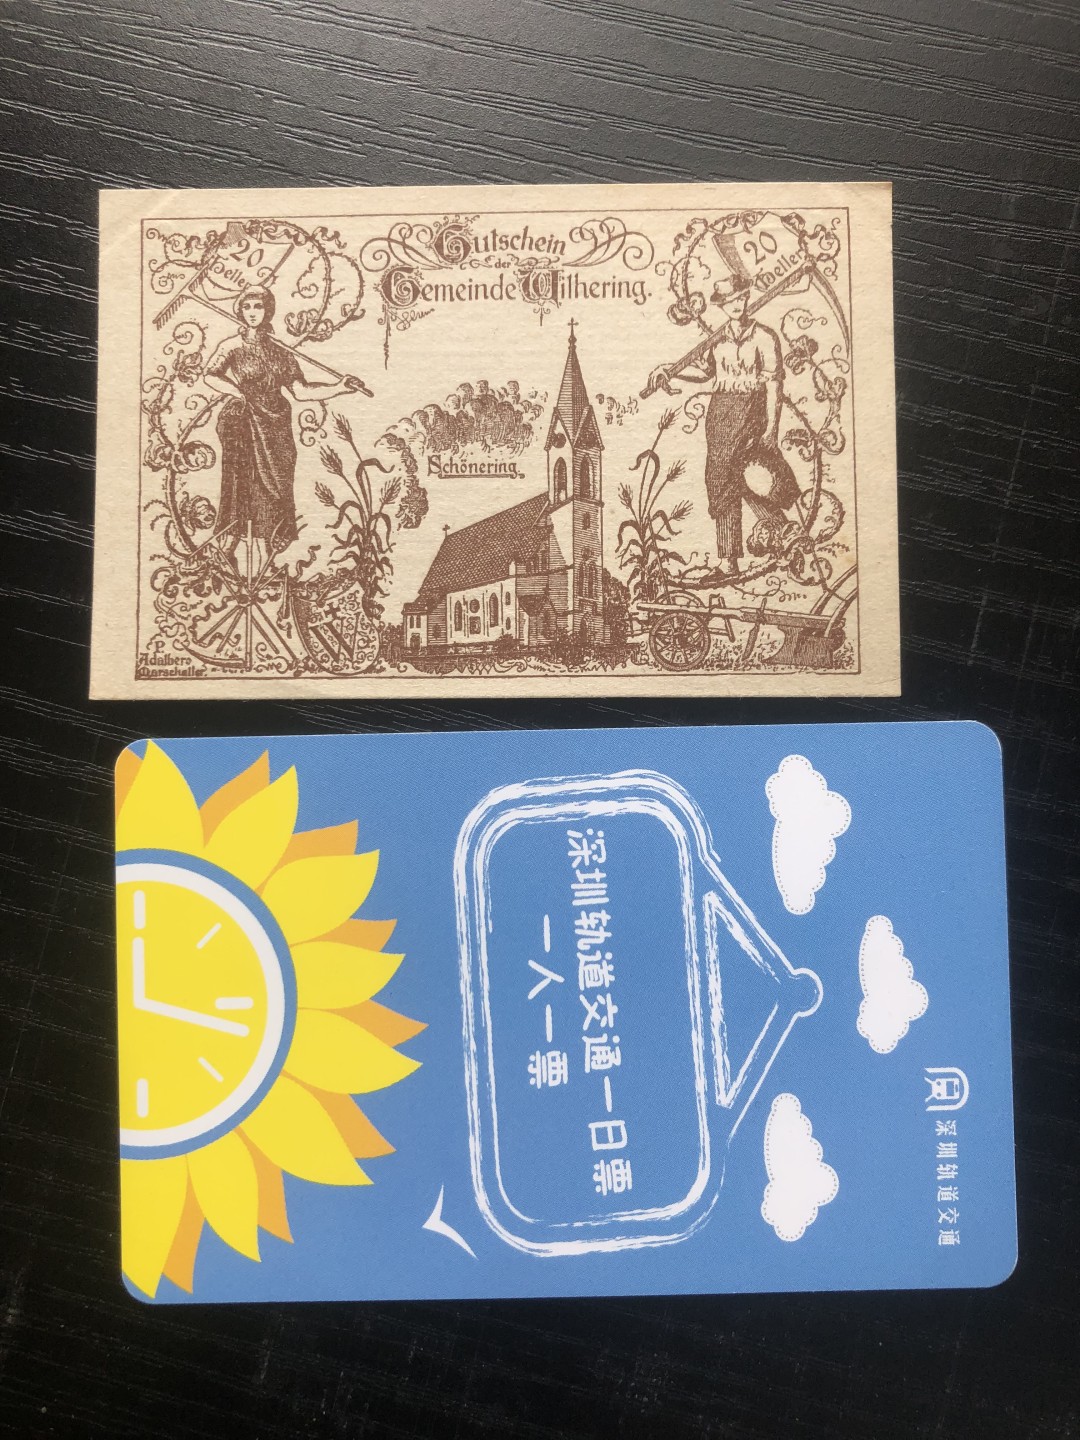 Gutschein
der
Gemeinde Wilhering.
20
Heller
20
Heller
Schönering.
P.
Adalbero
Marschaller.
深圳轨道交通一日票
一人一票
深圳轨道交通